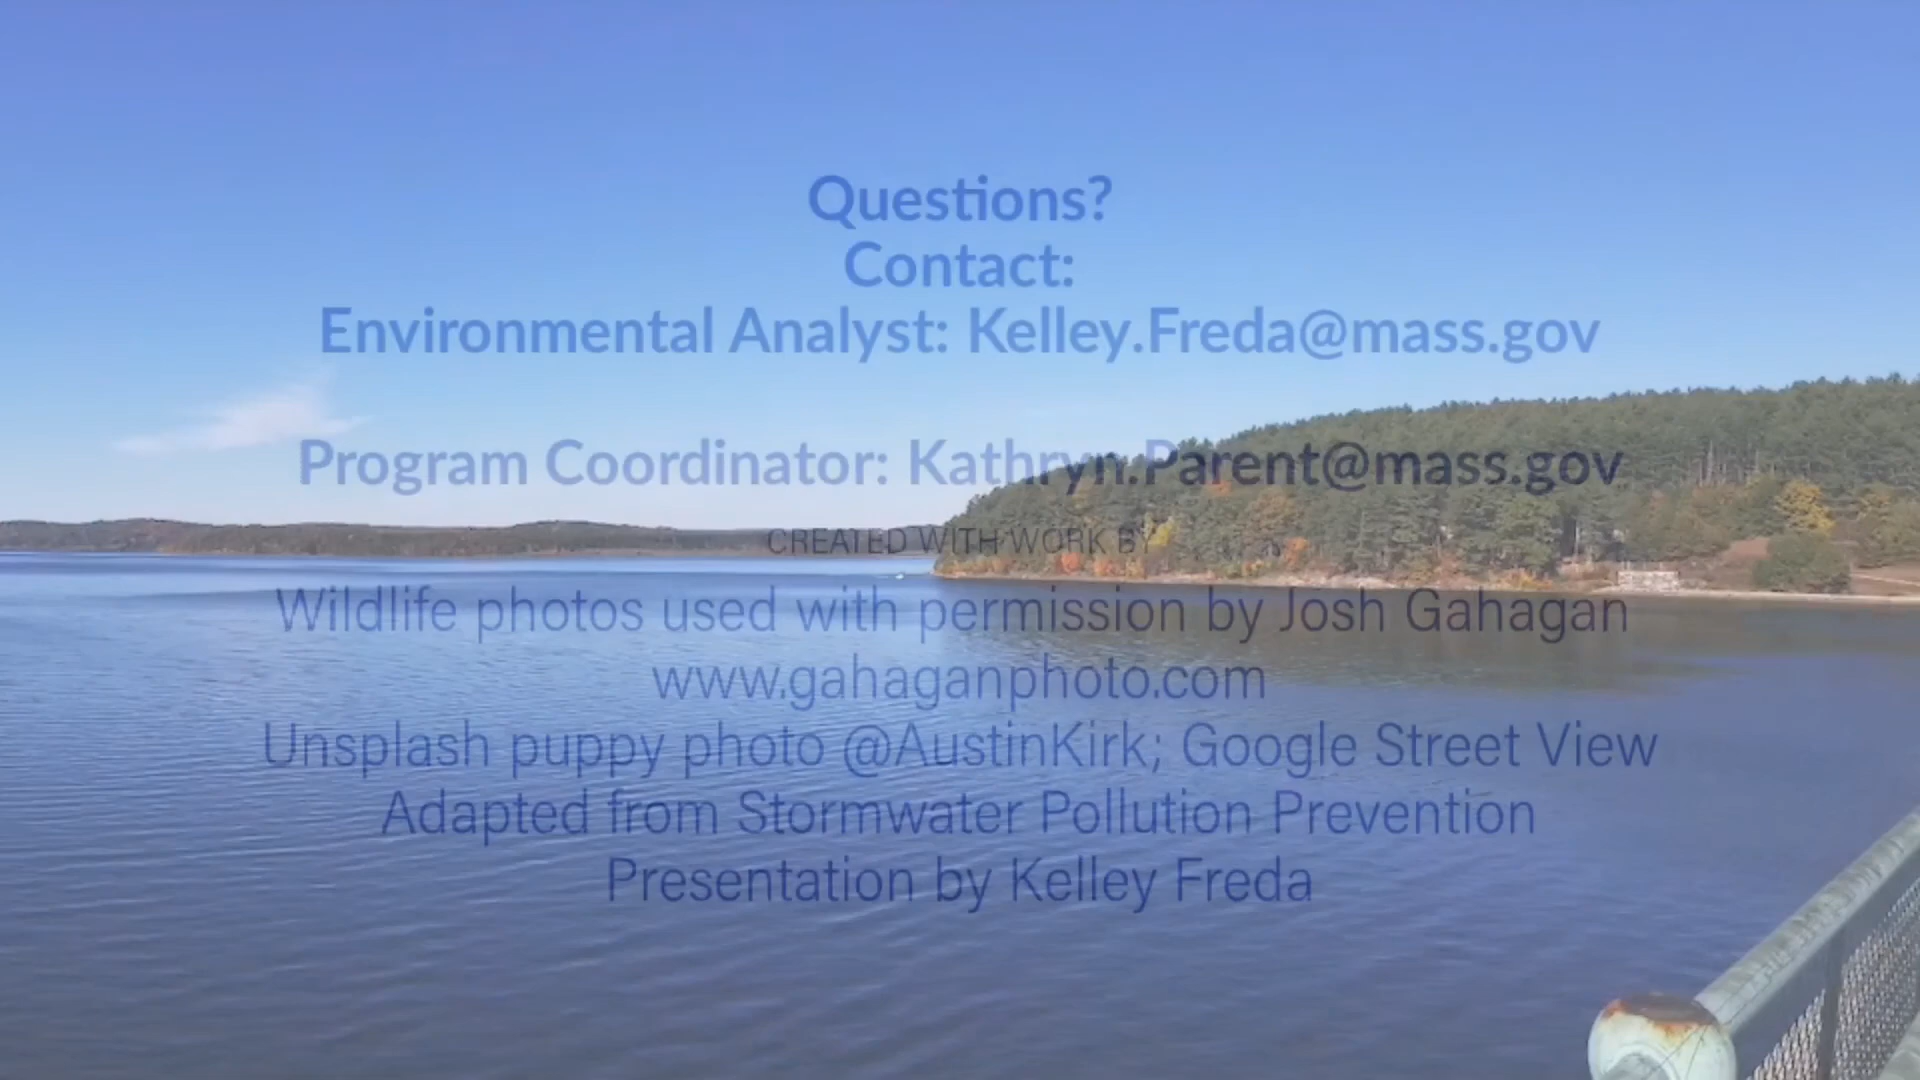 Questions?
Contact:
Environmental Analyst: Kelley.Freda@mass.gov
Program Coordinator: Kathryn.Parent@mass.gov
CREATED WITH WORK BY
Wildlife photos used with permission by Josh Gahagan
www.gahaganphoto.com
Unsplash puppy photo @AustinKirk; Google Street View
Adapted from Stormwater Pollution Prevention
Presentation by Kelley Freda